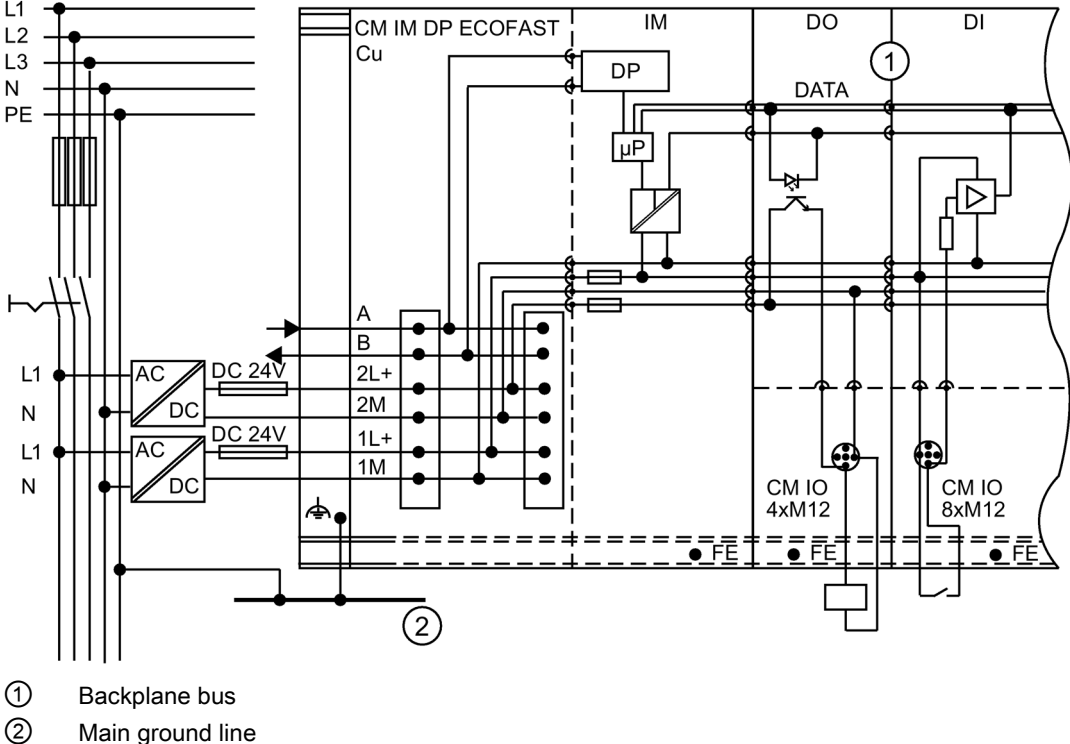 L1
L2
L3
N
PE
CM IM DP ECOFAST
Cu
IM
DO
DI
①
DP
DATA
µP
A
B
L1
AC
DC 24V
2L+
N
DC
2M
L1
AC
DC 24V
1L+
N
DC
1M
CM IO
4xM12
CM IO
8xM12
FE
FE
FE
②
① Backplane bus
② Main ground line